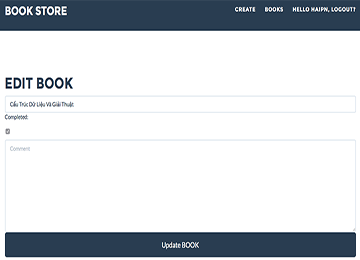 BOOK STORE
CREATE BOOKS HELLO HAIPN, LOGOUT?
EDIT BOOK
Cấu Trúc Dữ Liệu Và Giải Thuật
Completed:
Comment
Update BOOK